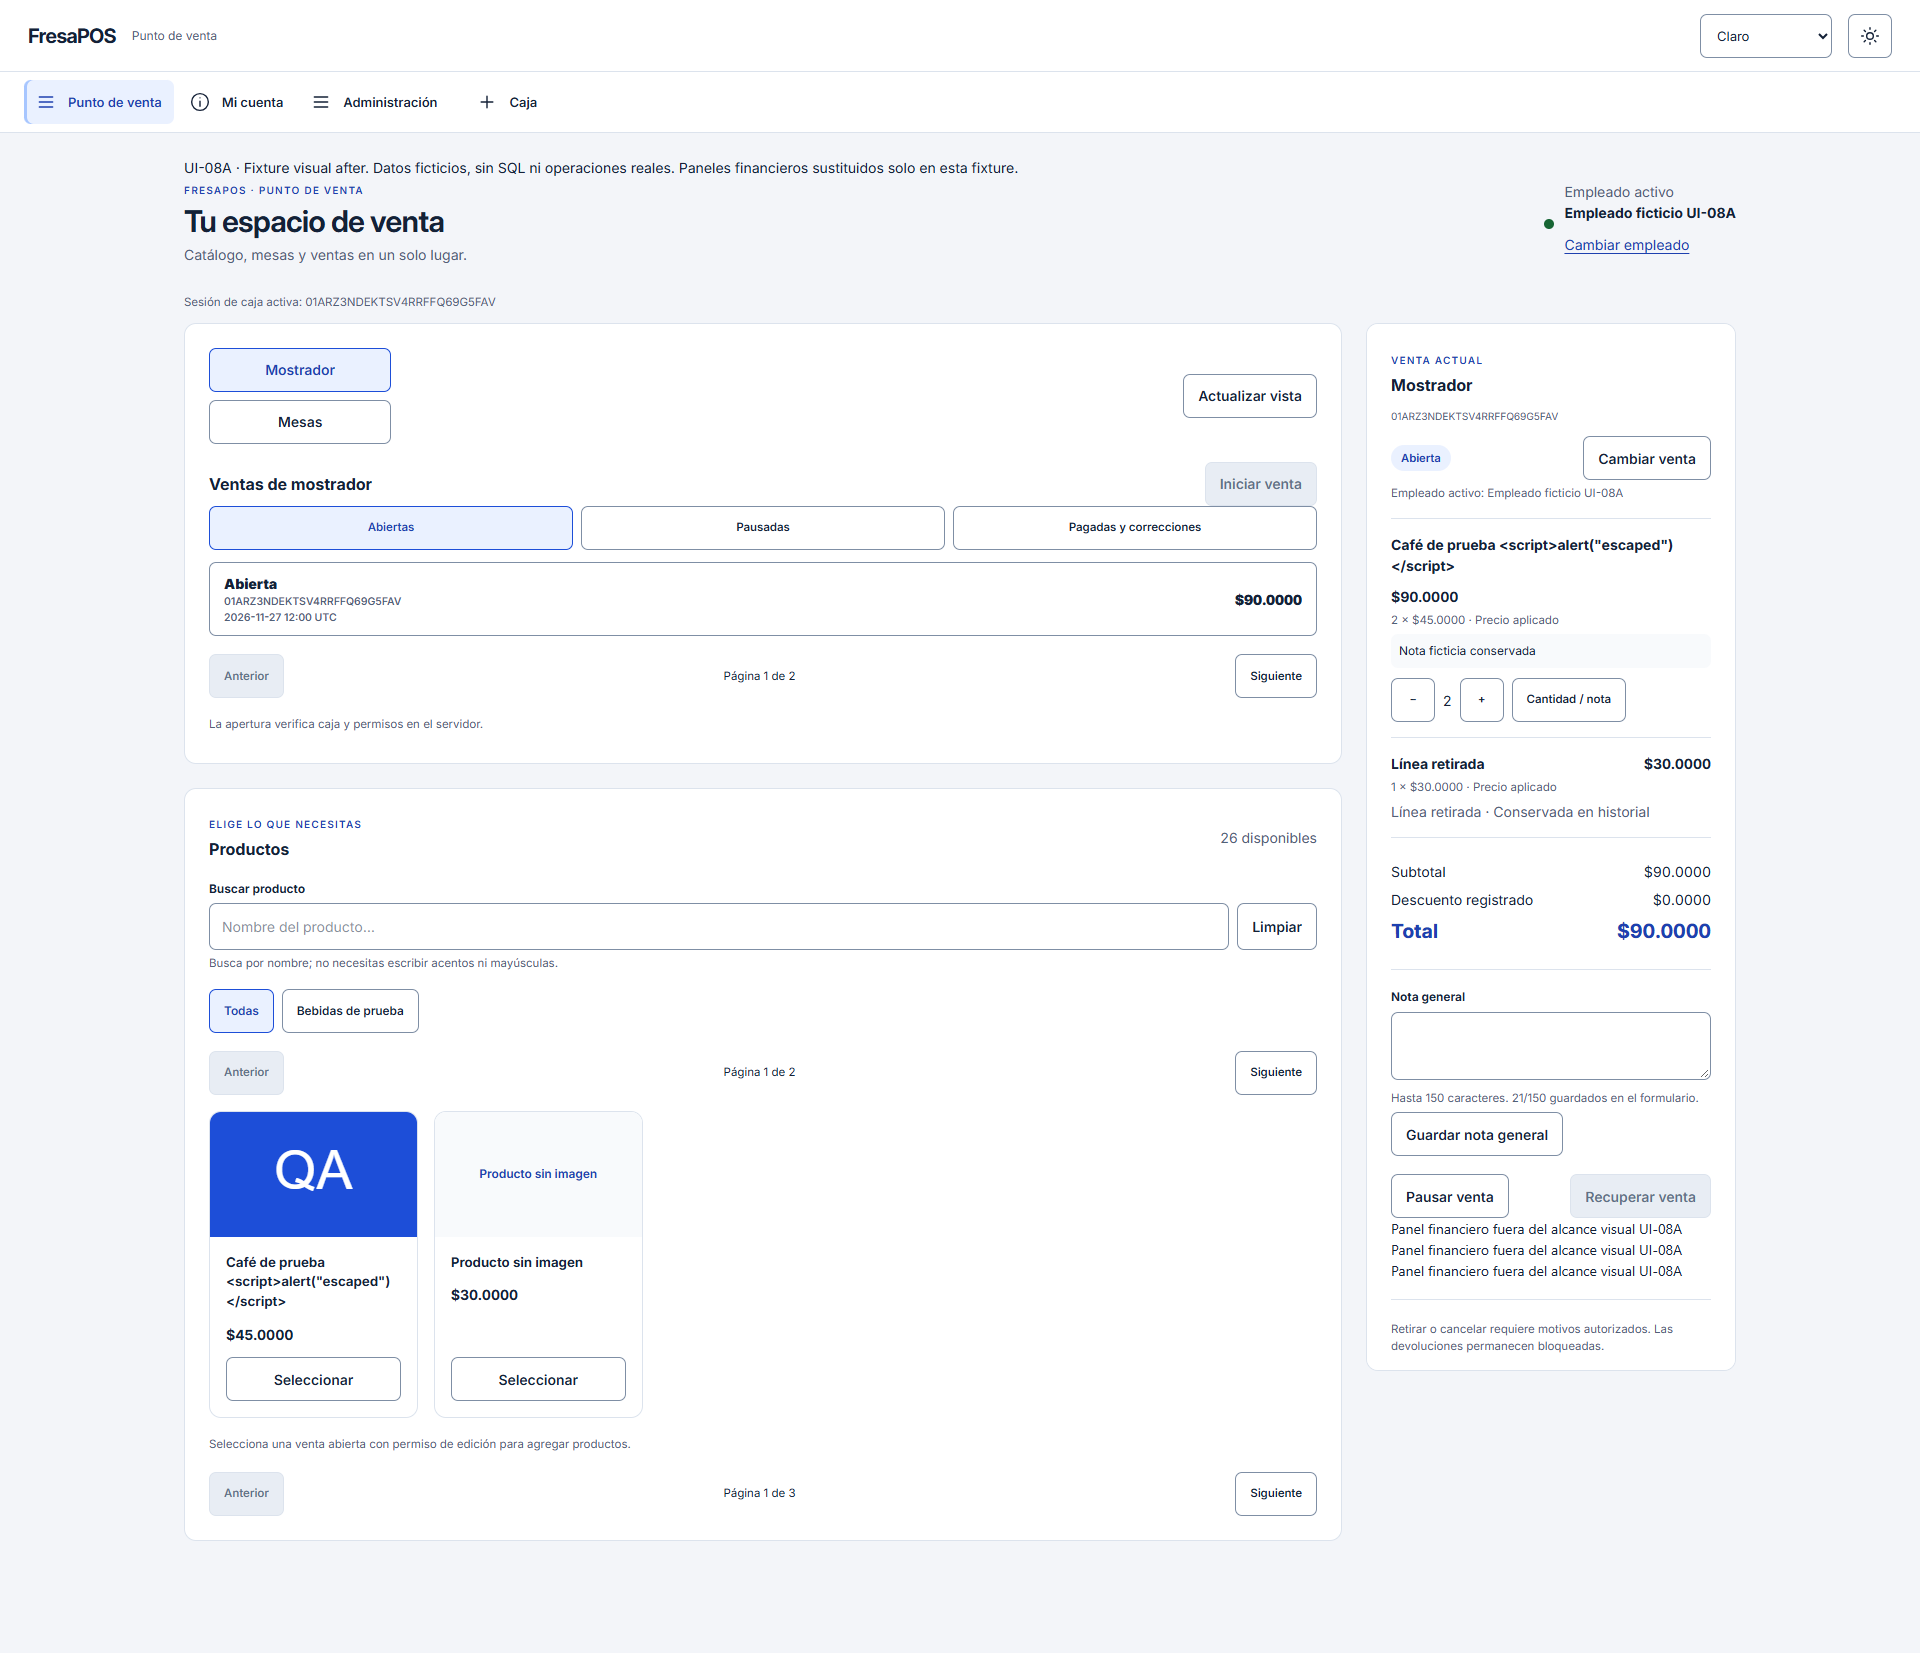 FresaPOS Punto de venta
Claro
Punto de venta Mi cuenta Administración Caja
UI-08A · Fixture visual after. Datos ficticios, sin SQL ni operaciones reales. Paneles financieros sustituidos solo en esta fixture.
FRESAPOS · PUNTO DE VENTA
Tu espacio de venta
Catálogo, mesas y ventas en un solo lugar.
Empleado activo
Empleado ficticio UI-08A
Cambiar empleado
Sesión de caja activa: 01ARZ3NDEKTSV4RRFFQ69G5FAV
Mostrador
Mesas
Actualizar vista
Ventas de mostrador
Iniciar venta
Abiertas
Pausadas
Pagadas y correcciones
Abierta
01ARZ3NDEKTSV4RRFFQ69G5FAV
2026-11-27 12:00 UTC
$90.0000
Anterior
Página 1 de 2
Siguiente
La apertura verifica caja y permisos en el servidor.
ELIGE LO QUE NECESITAS
Productos
26 disponibles
Buscar producto
Nombre del producto...
Limpiar
Busca por nombre; no necesitas escribir acentos ni mayúsculas.
Todas
Bebidas de prueba
Anterior
Página 1 de 2
Siguiente
QA
Café de prueba
<script>alert("escaped")
</script>
$45.0000
Seleccionar
Producto sin imagen
Producto sin imagen
$30.0000
Seleccionar
Selecciona una venta abierta con permiso de edición para agregar productos.
Anterior
Página 1 de 3
Siguiente
VENTA ACTUAL
Mostrador
01ARZ3NDEKTSV4RRFFQ69G5FAV
Abierta
Cambiar venta
Empleado activo: Empleado ficticio UI-08A
Café de prueba <script>alert("escaped")
</script>
$90.0000
2 × $45.0000 · Precio aplicado
Nota ficticia conservada
− 2 + Cantidad / nota
Línea retirada $30.0000
1 × $30.0000 · Precio aplicado
Línea retirada · Conservada en historial
Subtotal $90.0000
Descuento registrado $0.0000
Total $90.0000
Nota general
Hasta 150 caracteres. 21/150 guardados en el formulario.
Guardar nota general
Pausar venta
Recuperar venta
Panel financiero fuera del alcance visual UI-08A
Panel financiero fuera del alcance visual UI-08A
Panel financiero fuera del alcance visual UI-08A
Retirar o cancelar requiere motivos autorizados. Las
devoluciones permanecen bloqueadas.